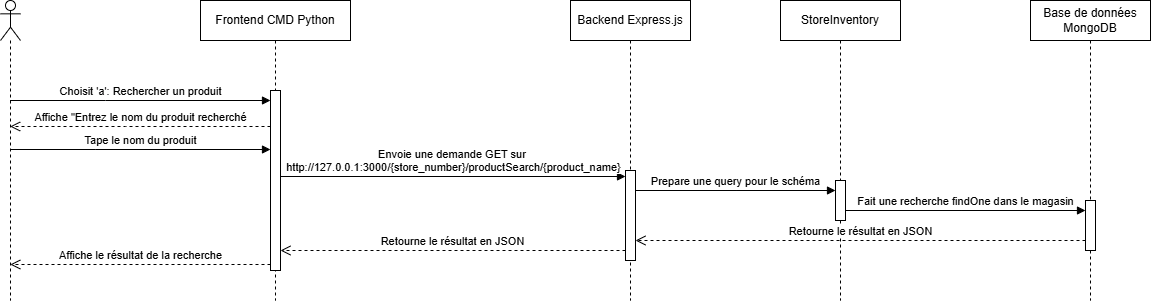 Frontend CMD Python
Backend Express.js
StoreInventory
Base de données
MongoDB
Choisit 'a': Rechercher un produit
Affiche "Entrez le nom du produit recherché
Tape le nom du produit
Envoie une demande GET sur
http://127.0.0.1:3000/{store_number}/productSearch/{product_name}
Prepare une query pour le schéma
Fait une recherche findOne dans le magasin
Retourne le résultat en JSON
Retourne le résultat en JSON
Affiche le résultat de la recherche